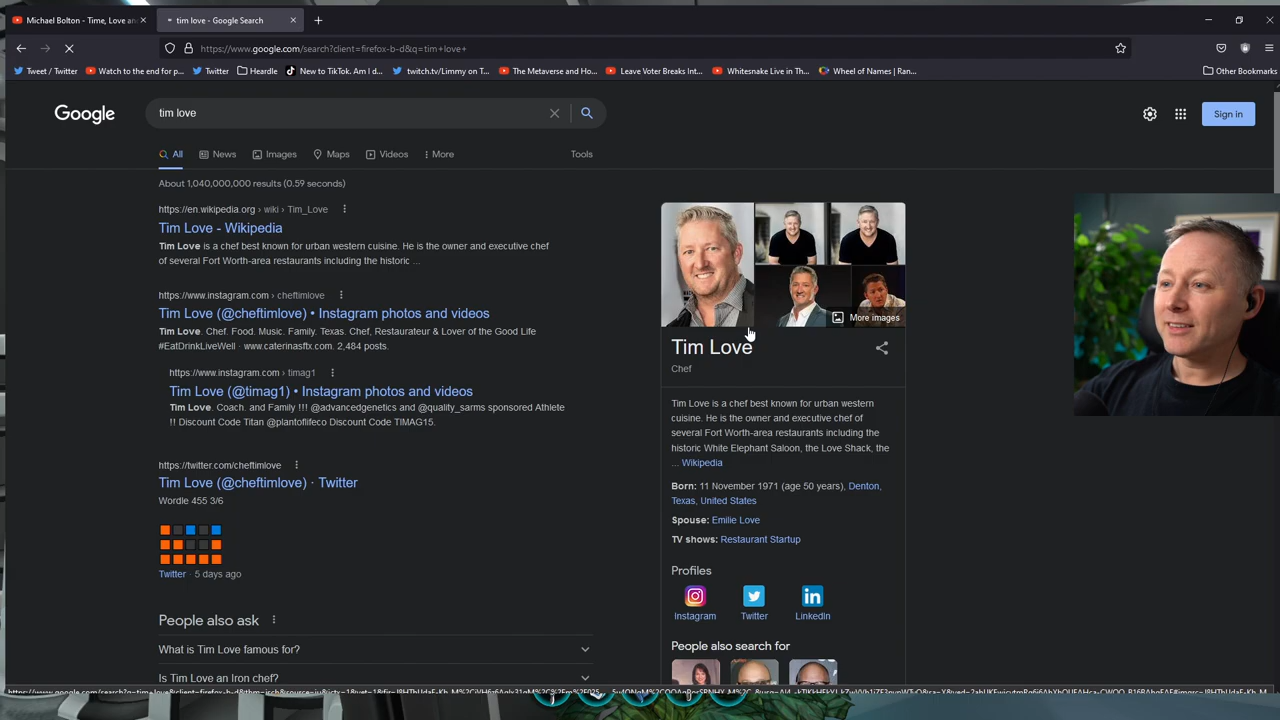 Michael Bolton - Time, Love an
tim love - Google Search
https://www.google.com/search?client=firefox-b-d&q=tim+love+
Tweet / Twitter
Watch to the end for p...
Twitter
Heardle
New to TikTok. Am I d...
twitch.tv/Limmy on T...
The Metaverse and Ho...
Leave Voter Breaks Int...
Whitesnake Live in Th...
Wheel of Names | Ran...
Other Bookmarks
Google
tim love
Sign in
All
News
Images
Maps
Videos
More
Tools
About 1,040,000,000 results (0.59 seconds)
https://en.wikipedia.org › wiki › Tim_Love
Tim Love - Wikipedia
Tim Love is a chef best known for urban western cuisine. He is the owner and executive chef
of several Fort Worth-area restaurants including the historic ...
https://www.instagram.com › cheftimlove
Tim Love (@cheftimlove) • Instagram photos and videos
Tim Love. Chef. Food. Music. Family. Texas. Chef, Restaurateur & Lover of the Good Life
#EatDrinkLiveWell · www.caterinasftx.com. 2,484 posts.
https://www.instagram.com › timag1
Tim Love (@timag1) • Instagram photos and videos
Tim Love. Coach. and Family !!! @advancedgenetics and @quality_sarms sponsored Athlete
!! Discount Code Titan @plantoflifeco Discount Code TIMAG15.
https://twitter.com/cheftimlove
Tim Love (@cheftimlove) · Twitter
Wordle 455 3/6
Twitter · 5 days ago
People also ask
What is Tim Love famous for?
Is Tim Love an Iron chef?
More images
Tim Love
Chef
Tim Love is a chef best known for urban western
cuisine. He is the owner and executive chef of
several Fort Worth-area restaurants including the
historic White Elephant Saloon, the Love Shack, the
... Wikipedia
Born: 11 November 1971 (age 50 years), Denton,
Texas, United States
Spouse: Emilie Love
TV shows: Restaurant Startup
Profiles
Instagram
Twitter
LinkedIn
People also search for